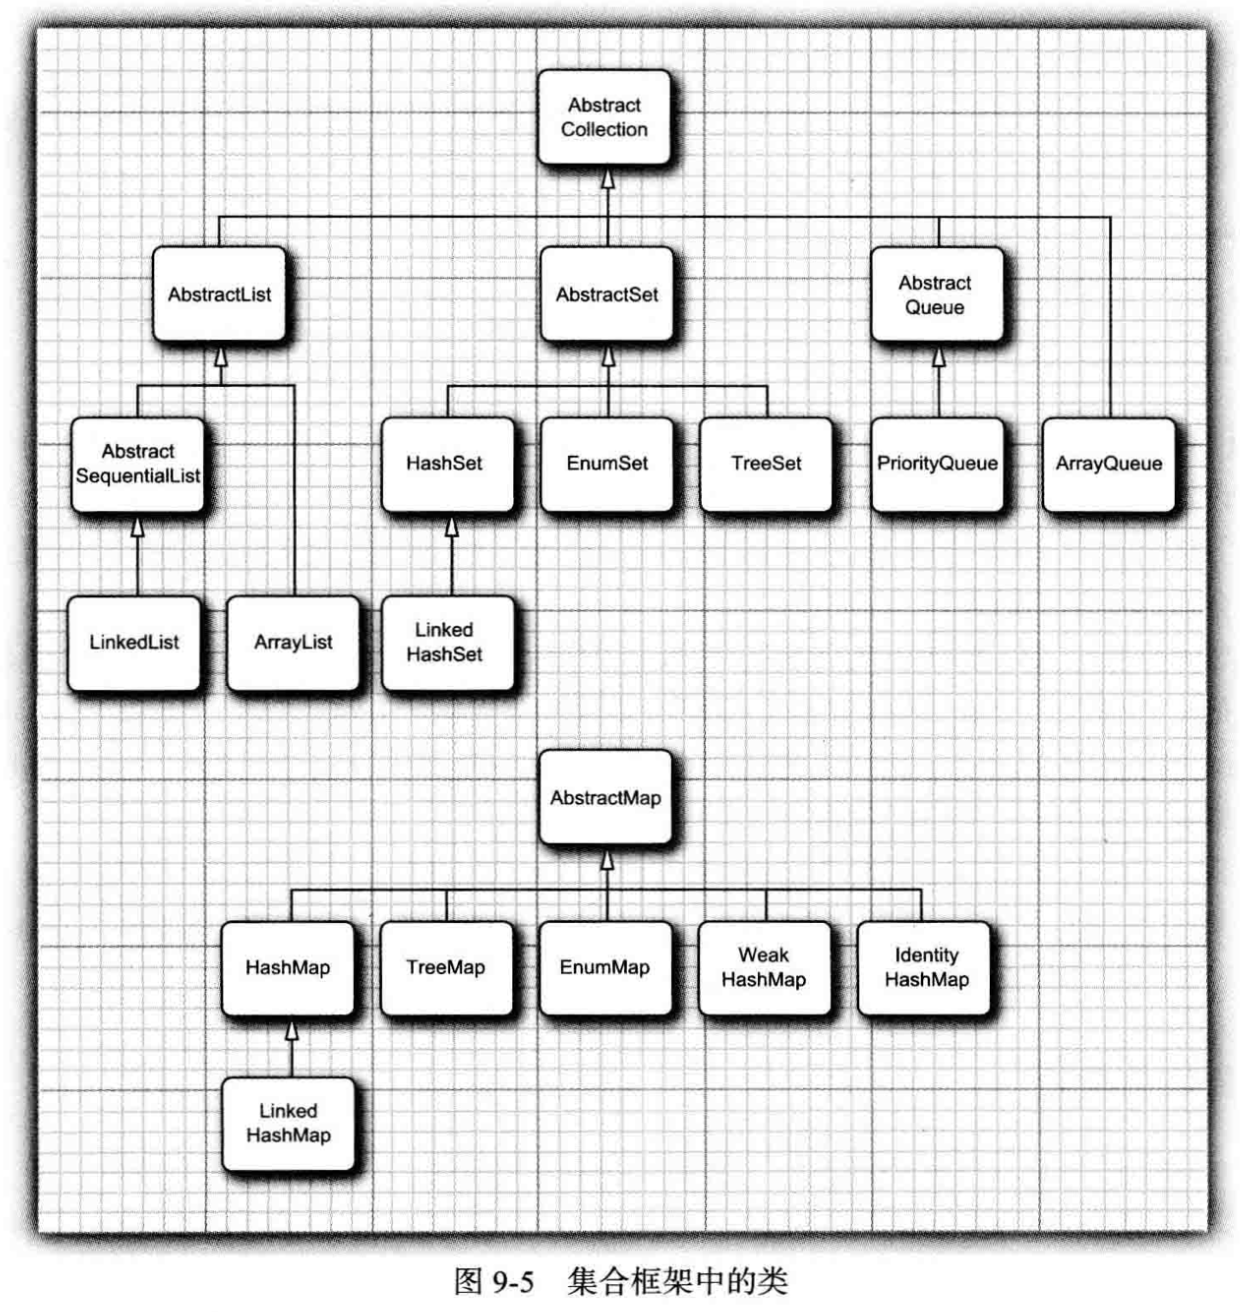 Abstract
Collection
AbstractList
AbstractSet
Abstract
Queue
Abstract
SequentialList
HashSet
EnumSet
TreeSet
PriorityQueue
ArrayQueue
LinkedList
ArrayList
Linked
HashSet
AbstractMap
HashMap
TreeMap
EnumMap
Weak
HashMap
Identity
HashMap
Linked
HashMap
图 9-5 集合框架中的类